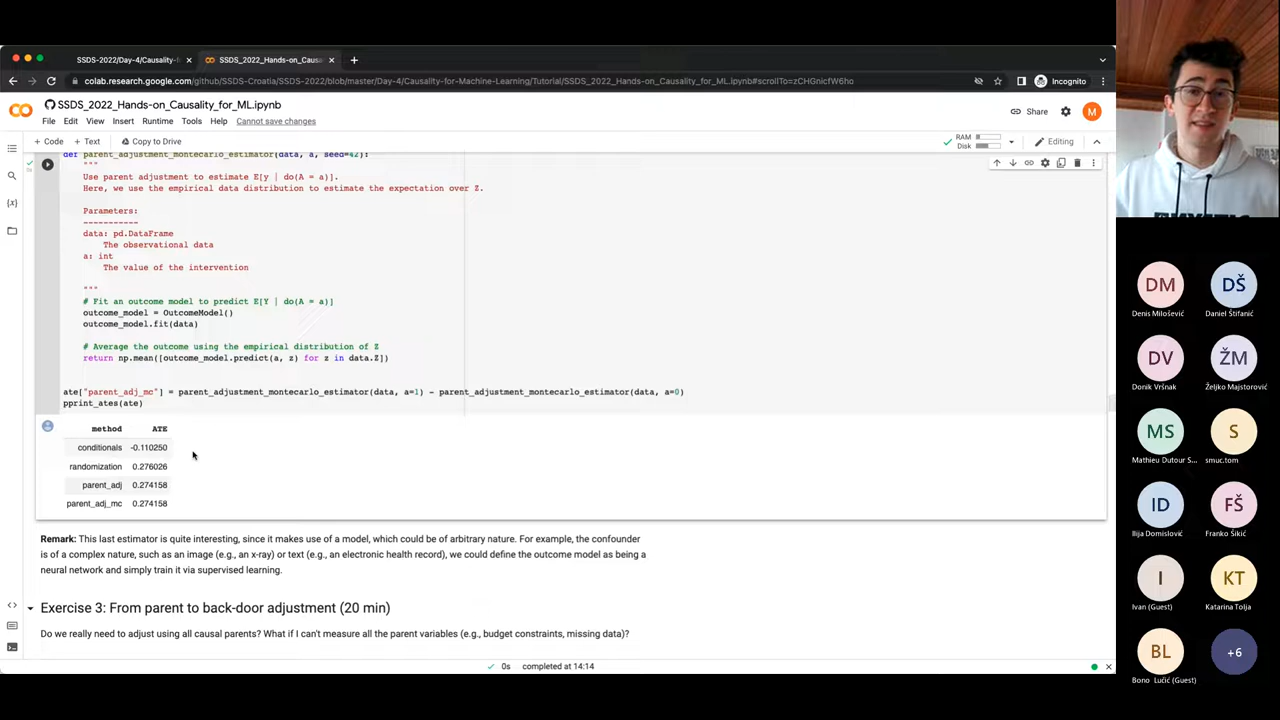 SSDS-2022/Day-4/Causality-f
SSDS_2022_Hands-on_Causa
colab.research.google.com/github/SSDS-Croatia/SSDS-2022/blob/master/Day-4/Causality-for-Machine-Learning/Tutorial/SSDS_2022_Hands_on_Causality_for_ML.ipynb#scrollTo=zCHGnicfW6ho
Incognito
SSDS_2022_Hands-on_Causality_for_ML.ipynb
Share
M
File Edit View Insert Runtime Tools Help Cannot save changes
+ Code + Text Copy to Drive
RAM
Disk
Editing
def parent_adjustment_montecarlo_estimator(data, a, seed=42):
"""
Use parent adjustment to estimate E[y | do(A = a)].
Here, we use the empirical data distribution to estimate the expectation over Z.
Parameters:
-----------
data: pd.DataFrame
The observational data
a: int
The value of the intervention
"""
# Fit an outcome model to predict E[Y | do(A = a)]
outcome_model = OutcomeModel()
outcome_model.fit(data)
# Average the outcome using the empirical distribution of Z
return np.mean([outcome_model.predict(a, z) for z in data.Z])
ate["parent_adj_mc"] = parent_adjustment_montecarlo_estimator(data, a=1) - parent_adjustment_montecarlo_estimator(data, a=0)
pprint_ates(ate)
method ATE
conditionals -0.110250
randomization 0.276026
parent_adj 0.274158
parent_adj_mc 0.274158
Remark: This last estimator is quite interesting, since it makes use of a model, which could be of arbitrary nature. For example, the confounder
is of a complex nature, such as an image (e.g., an x-ray) or text (e.g., an electronic health record), we could define the outcome model as being a
neural network and simply train it via supervised learning.
Exercise 3: From parent to back-door adjustment (20 min)
Do we really need to adjust using all causal parents? What if I can't measure all the parent variables (e.g., budget constraints, missing data)?
0s completed at 14:14
DM
Denis Milošević
DŠ
Daniel Štifanić
DV
Donik Vršnak
ŽM
Željko Majstorović
MS
Mathieu Dutour S...
S
smuc.tom
ID
Ilija Domislović
FŠ
Franko Šikić
I
Ivan (Guest)
KT
Katarina Tolja
BL
Bono Lučić (Guest)
+6